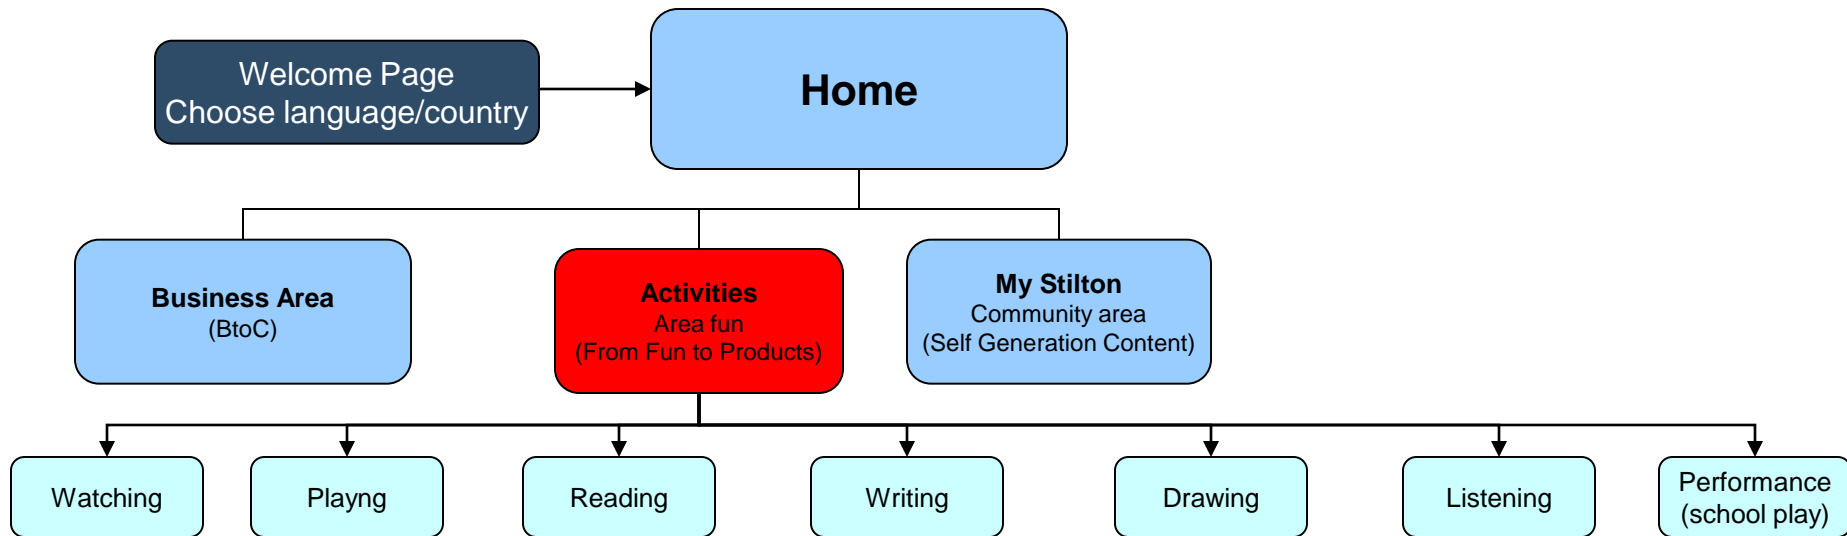 Welcome Page
Choose language/country
Home
Business Area
(BtoC)
Activities
Area fun
(From Fun to Products)
My Stilton
Community area
(Self Generation Content)
Watching
Playng
Reading
Writing
Drawing
Listening
Performance
(school play)